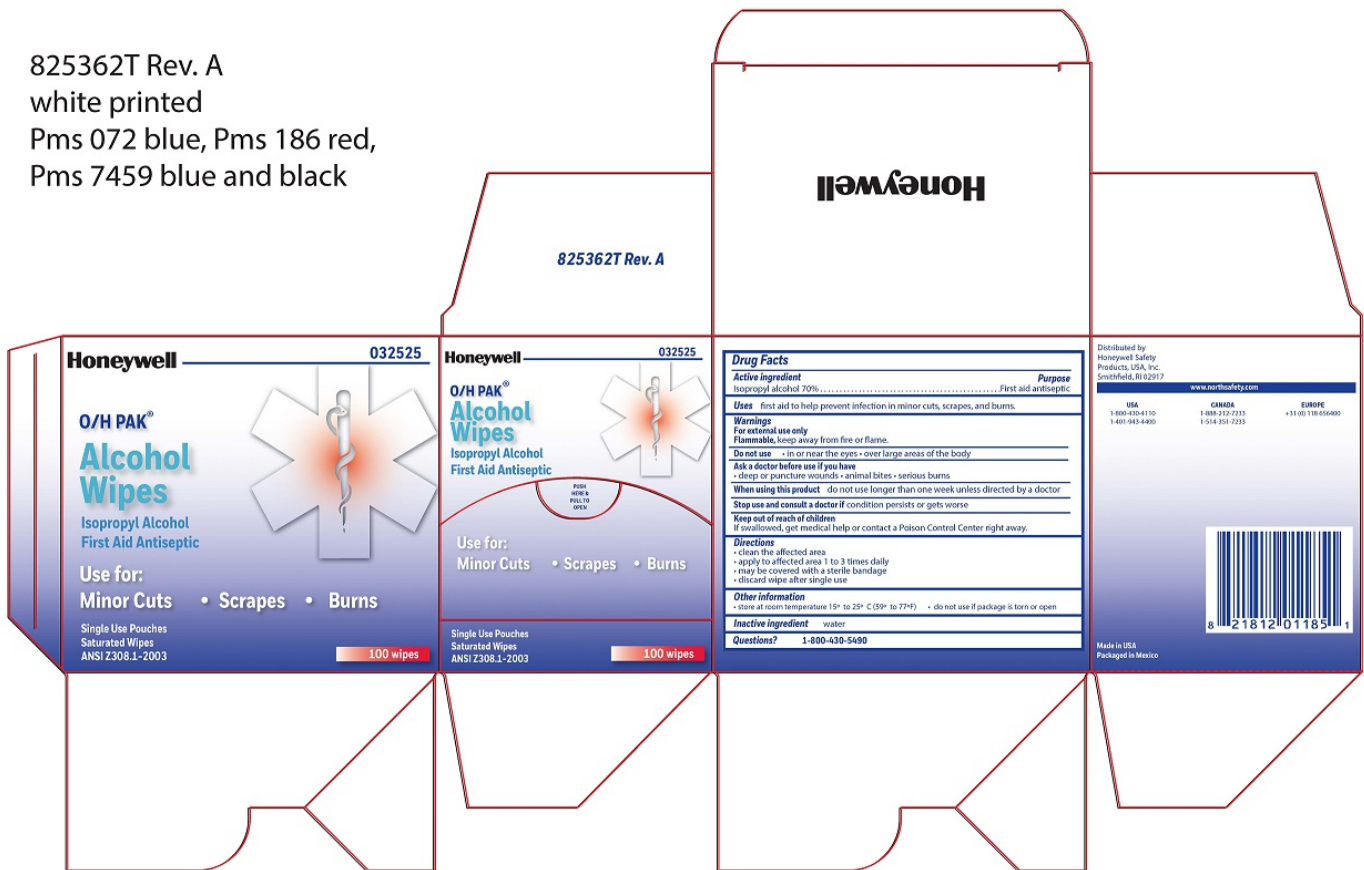 825362T Rev. A
white printed
Pms 072 blue, Pms 186 red,
Pms 7459 blue and black
Honeywell
825362T Rev. A
Honeywell
032525
O/H PAK®
Alcohol
Wipes
Isopropyl Alcohol
First Aid Antiseptic
Use for:
Minor Cuts • Scrapes • Burns
Single Use Pouches
Saturated Wipes
ANSI Z308.1-2003
100 wipes
Honeywell
032525
O/H PAK®
Alcohol
Wipes
Isopropyl Alcohol
First Aid Antiseptic
PUSH
HERE &
PULL TO
OPEN
Use for:
Minor Cuts • Scrapes • Burns
Single Use Pouches
Saturated Wipes
ANSI Z308.1-2003
100 wipes
Drug Facts
Active ingredient Purpose
Isopropyl alcohol 70%..................................................First aid antiseptic
Uses first aid to help prevent infection in minor cuts, scrapes, and burns.
Warnings
For external use only
Flammable, keep away from fire or flame.
Do not use • in or near the eyes • over large areas of the body
Ask a doctor before use if you have
• deep or puncture wounds • animal bites • serious burns
When using this product do not use longer than one week unless directed by a doctor
Stop use and consult a doctor if condition persists or gets worse
Keep out of reach of children
If swallowed, get medical help or contact a Poison Control Center right away.
Directions
• clean the affected area
• apply to affected area 1 to 3 times daily
• may be covered with a sterile bandage
• discard wipe after single use
Other information
• store at room temperature 15º to 25º C (59º to 77ºF) • do not use if package is torn or open
Inactive ingredient water
Questions? 1-800-430-5490
Distributed by
Honeywell Safety
Products, USA, Inc.
Smithfield, RI 02917
www.northsafety.com
USA CANADA EUROPE
1-800-430-4110 1-888-212-7233 +31 (0) 118 656400
1-401-943-4400 1-514-351-7233
8 21812 01185 1
Made in USA
Packaged in Mexico